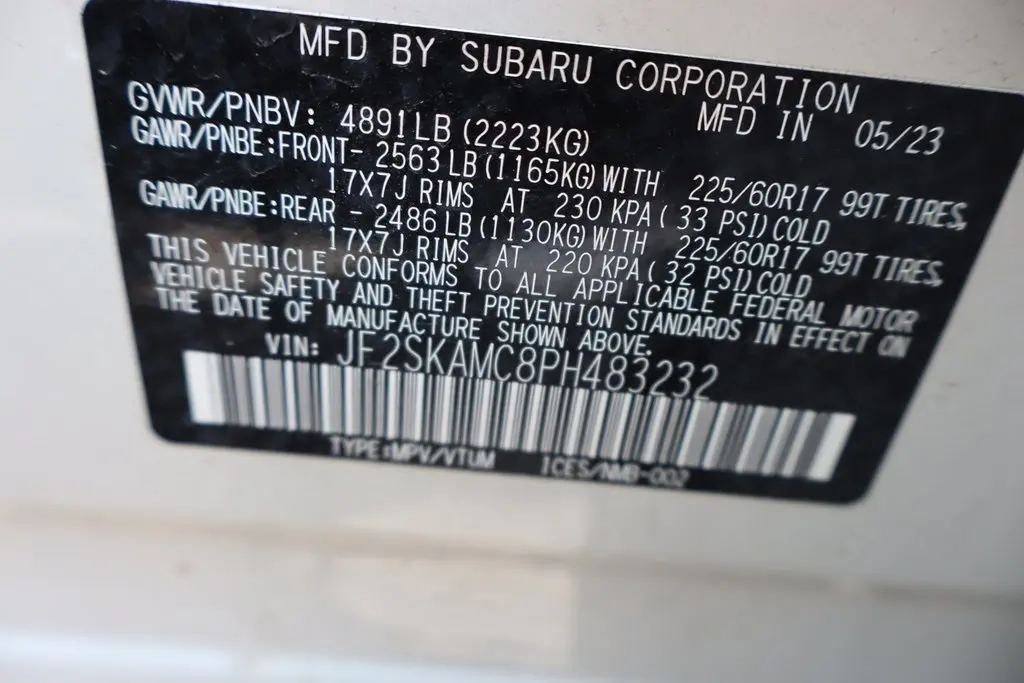 MFD BY SUBARU CORPORATION
MFD IN 05/23
GVWR/PNBV: 4891LB (2223KG)
GAWR/PNBE:FRONT- 2563 LB (1165KG) WITH 225/60R17 99T TIRES,
17X7J RIMS AT 230 KPA ( 33 PSI) COLD
GAWR/PNBE:REAR - 2486 LB (1130KG) WITH 225/60R17 99T TIRES,
17X7J RIMS AT 220 KPA ( 32 PSI) COLD
THIS VEHICLE CONFORMS TO ALL APPLICABLE FEDERAL MOTOR
VEHICLE SAFETY AND THEFT PREVENTION STANDARDS IN EFFECT ON
THE DATE OF MANUFACTURE SHOWN ABOVE.
VIN: JF2SKAMC8PH483232
TYPE:MPV/VTUM ICES/NMB-002